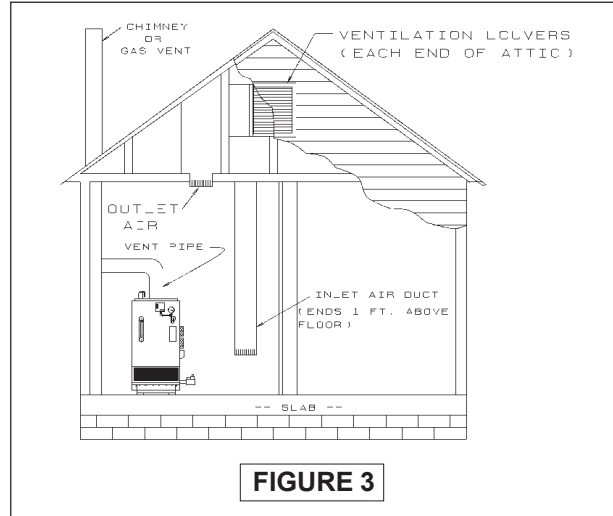 CHIMNEY
OR
GAS VENT
VENTILATION LOUVERS
(EACH END OF ATTIC)
OUTLET
AIR
VENT PIPE
INLET AIR DUCT
(ENDS 1 FT. ABOVE
FLOOR)
-- SLAB --
FIGURE 3